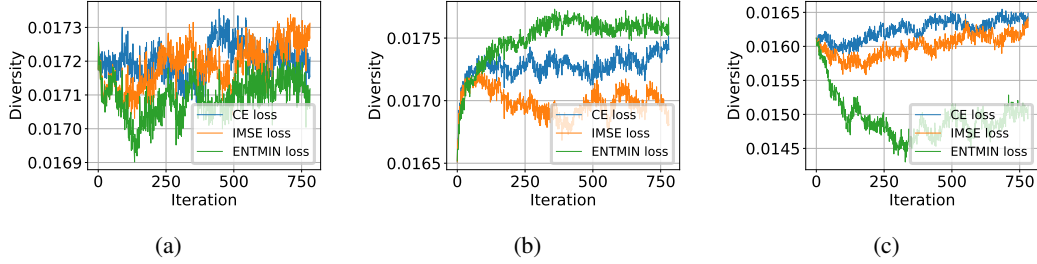 0.0173
0.0172
0.0171
0.0170
0.0169
Diversity
0 250 500 750
Iteration
CE loss
IMSE loss
ENTMIN loss
(a)
0.0175
0.0170
0.0165
Diversity
0 250 500 750
Iteration
CE loss
IMSE loss
ENTMIN loss
(b)
0.0165
0.0160
0.0155
0.0150
0.0145
Diversity
0 250 500 750
Iteration
CE loss
IMSE loss
ENTMIN loss
(c)